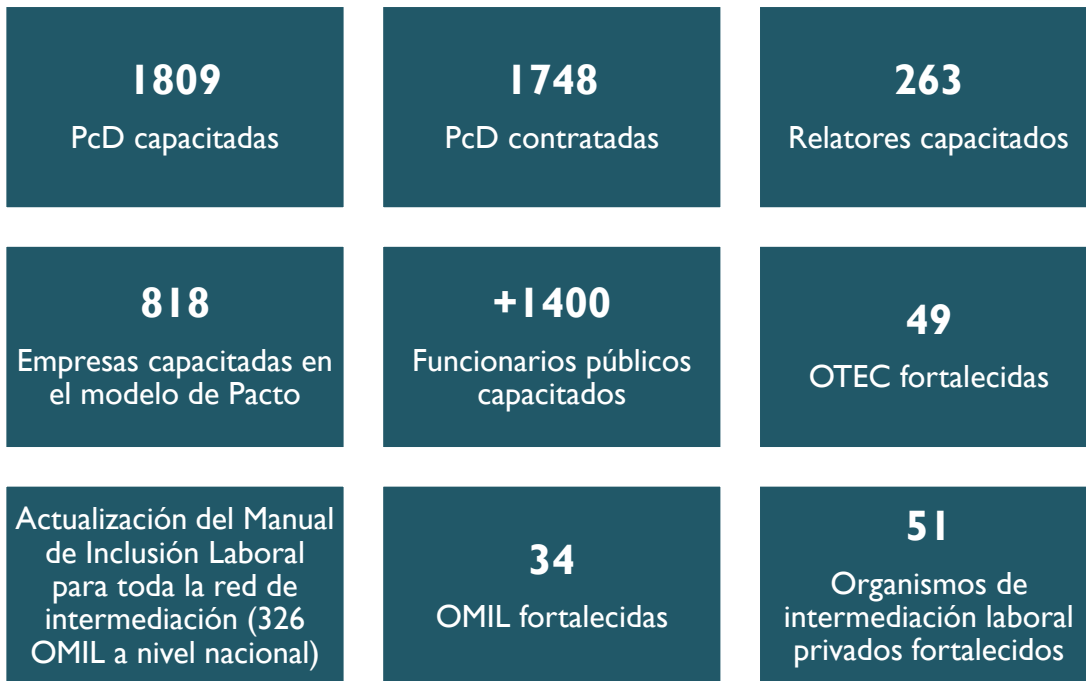 1809
PcD capacitadas
1748
PcD contratadas
263
Relatores capacitados
818
Empresas capacitadas en
el modelo de Pacto
+1400
Funcionarios públicos
capacitados
49
OTEC fortalecidas
Actualización del Manual
de Inclusión Laboral
para toda la red de
intermediación (326
OMIL a nivel nacional)
34
OMIL fortalecidas
51
Organismos de
intermediación laboral
privados fortalecidos